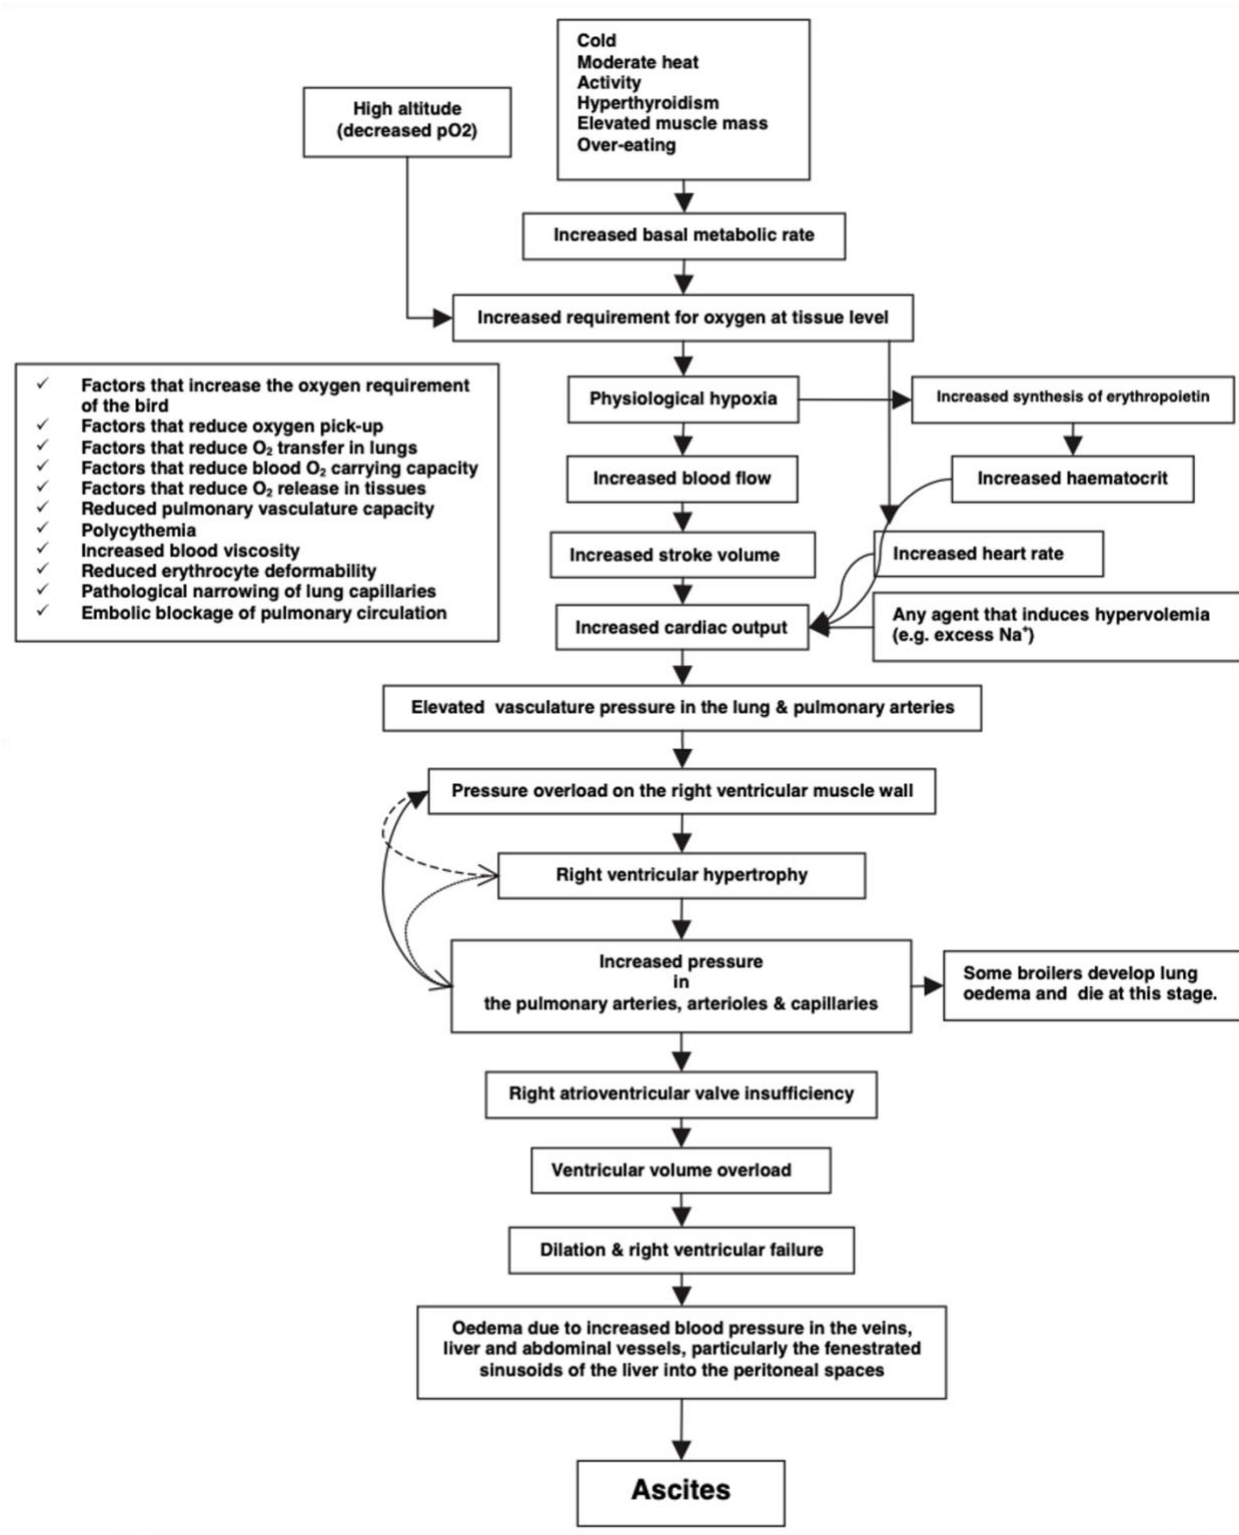 Cold
Moderate heat
Activity
Hyperthyroidism
Elevated muscle mass
Over-eating
High altitude
(decreased pO2)
Increased basal metabolic rate
Increased requirement for oxygen at tissue level
✓ Factors that increase the oxygen requirement
of the bird
✓ Factors that reduce oxygen pick-up
✓ Factors that reduce O₂ transfer in lungs
✓ Factors that reduce blood O₂ carrying capacity
✓ Factors that reduce O₂ release in tissues
✓ Reduced pulmonary vasculature capacity
✓ Polycythemia
✓ Increased blood viscosity
✓ Reduced erythrocyte deformability
✓ Pathological narrowing of lung capillaries
✓ Embolic blockage of pulmonary circulation
Physiological hypoxia
Increased synthesis of erythropoietin
Increased blood flow
Increased haematocrit
Increased stroke volume
Increased heart rate
Increased cardiac output
Any agent that induces hypervolemia
(e.g. excess Na⁺)
Elevated vasculature pressure in the lung & pulmonary arteries
Pressure overload on the right ventricular muscle wall
Right ventricular hypertrophy
Increased pressure
in
the pulmonary arteries, arterioles & capillaries
Some broilers develop lung
oedema and die at this stage.
Right atrioventricular valve insufficiency
Ventricular volume overload
Dilation & right ventricular failure
Oedema due to increased blood pressure in the veins,
liver and abdominal vessels, particularly the fenestrated
sinusoids of the liver into the peritoneal spaces
Ascites